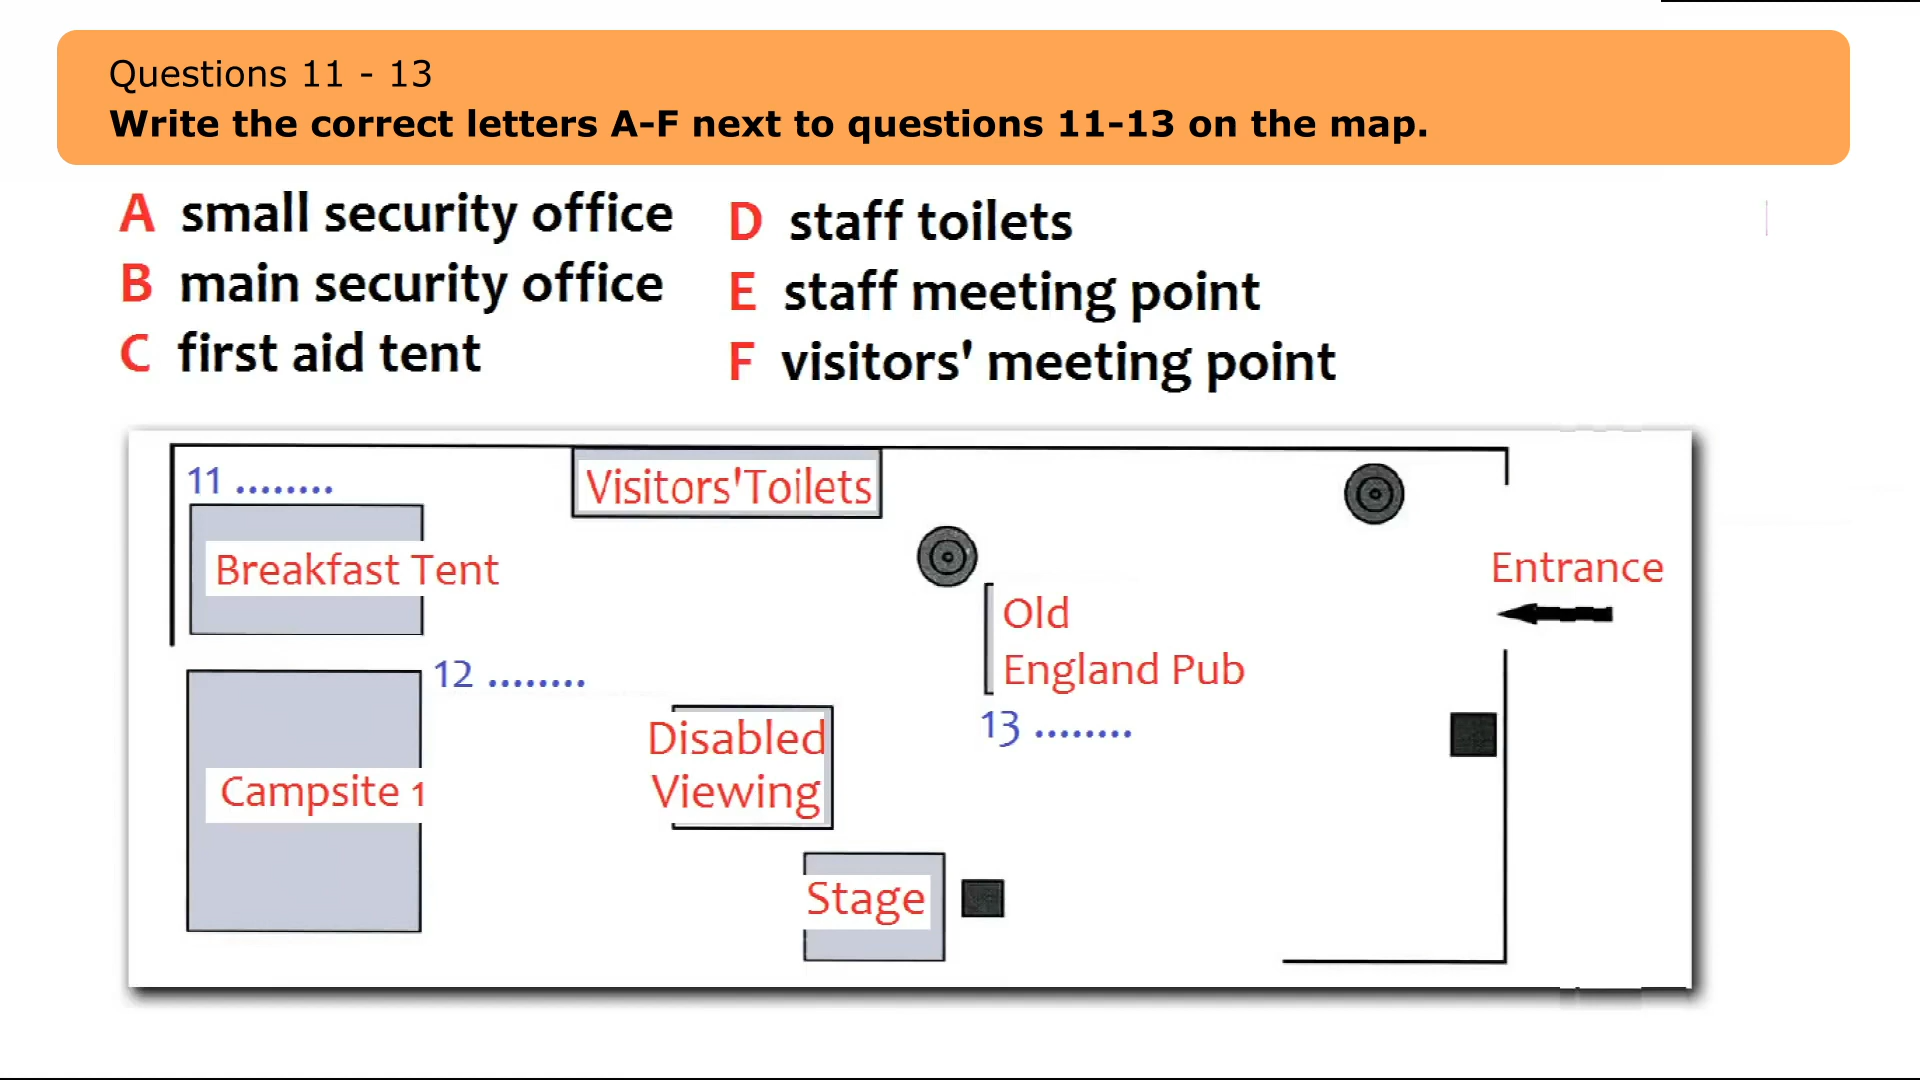 Questions 11 - 13
Write the correct letters A-F next to questions 11-13 on the map.
A small security office
B main security office
C first aid tent
D staff toilets
E staff meeting point
F visitors' meeting point
11 ........
Visitors'Toilets
Breakfast Tent
Entrance
Old
England Pub
12 ........
13 ........
Disabled
Viewing
Campsite 1
Stage